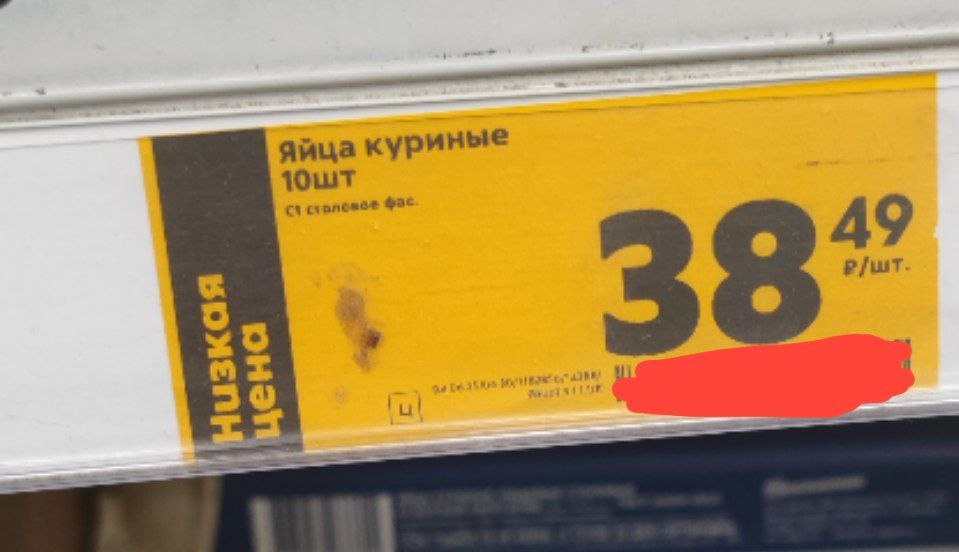 Яйца куриные
10шт
С1 столовое фас.
38 49
₽/шт.
низкая
цена
Ц